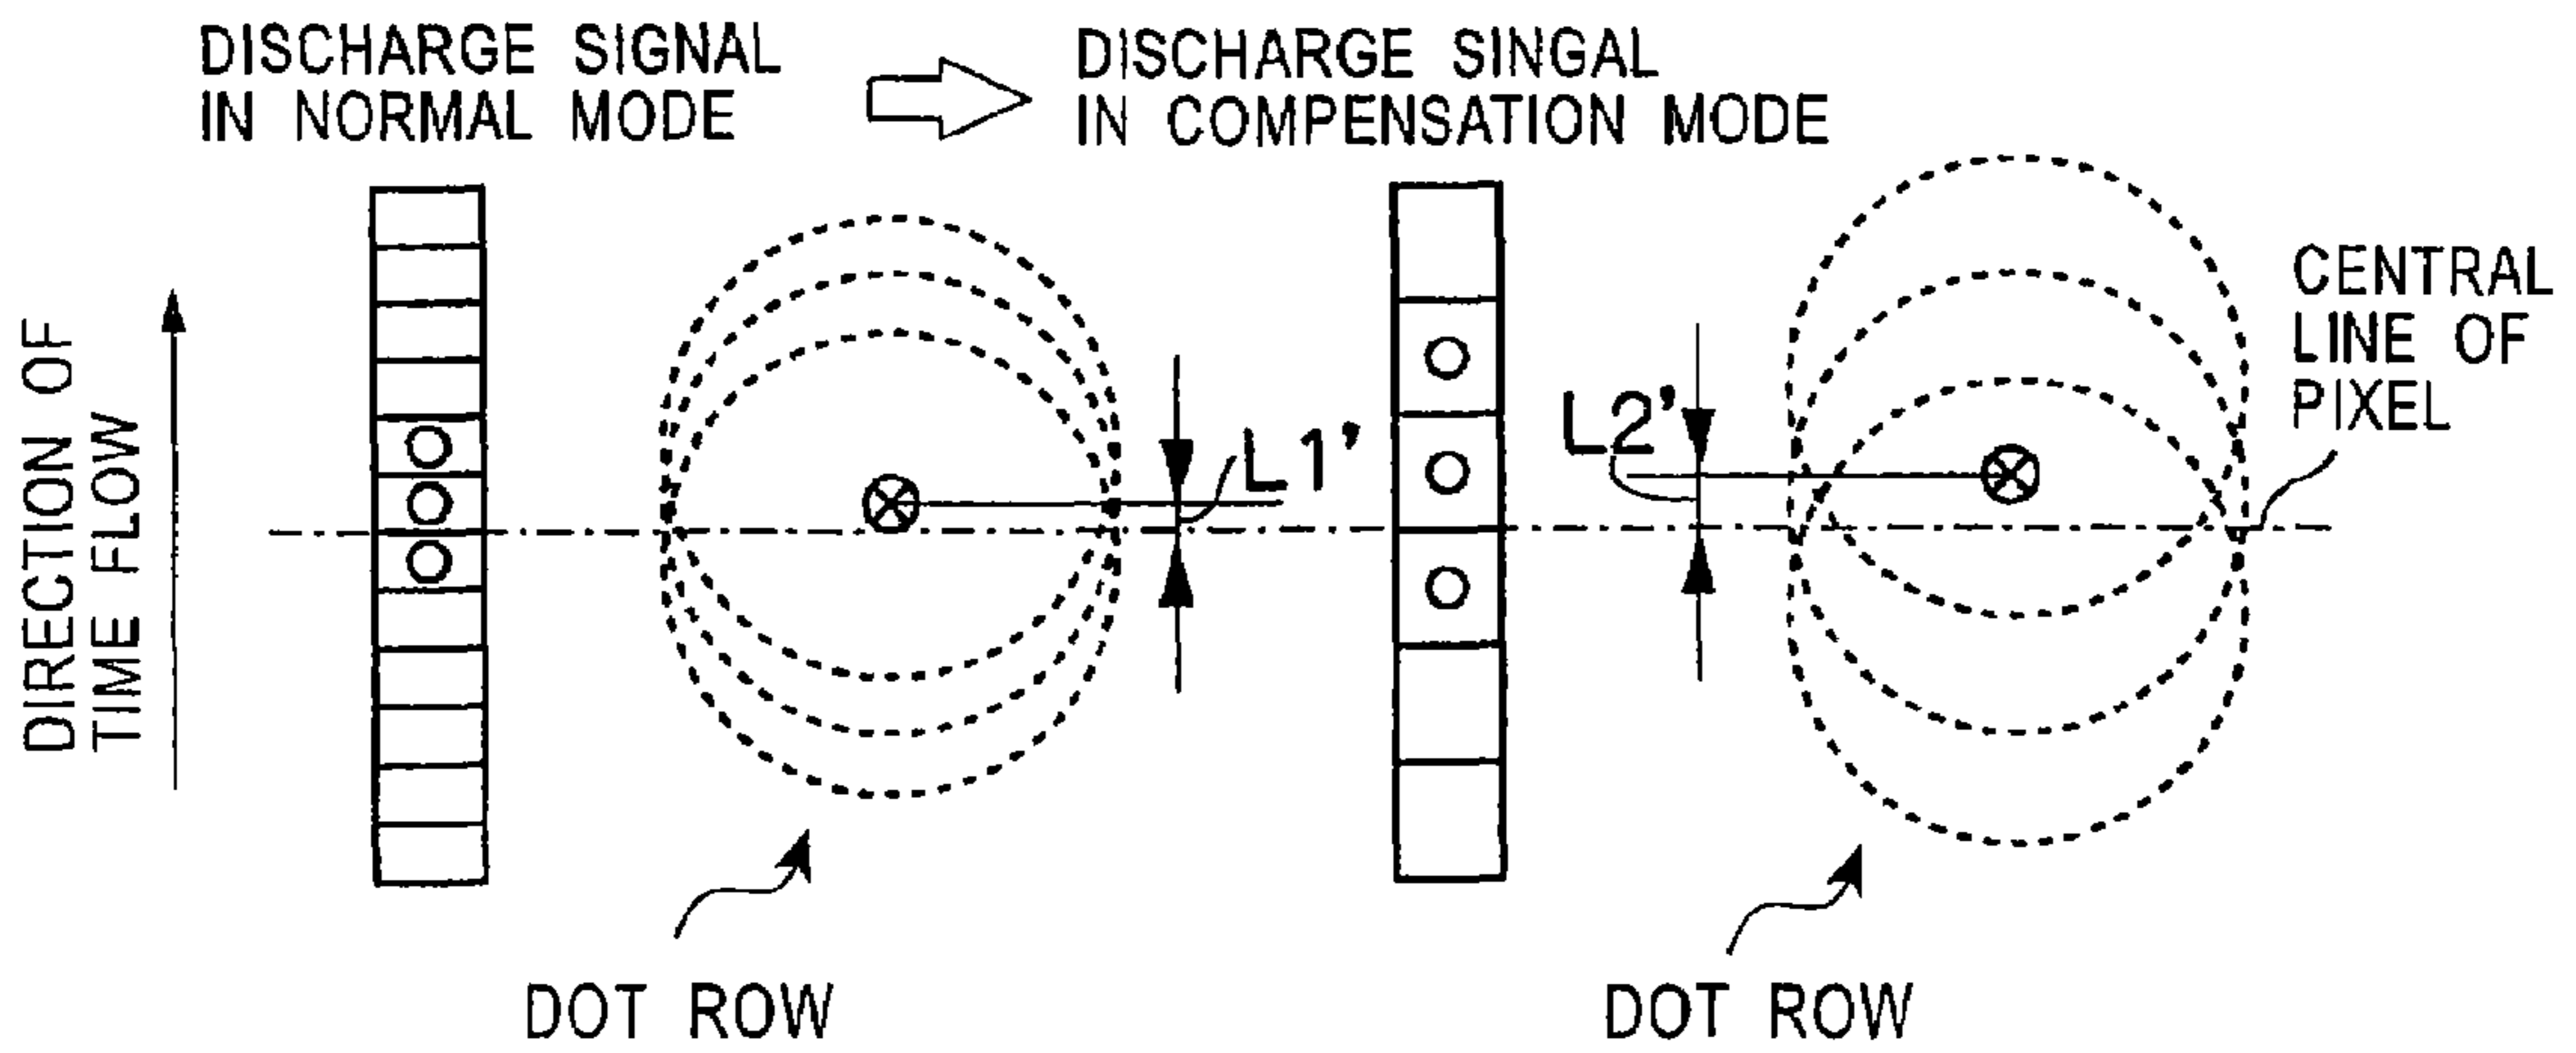 DISCHARGE SIGNAL
IN NORMAL MODE
DISCHARGE SINGAL
IN COMPENSATION MODE
DIRECTION OF
TIME FLOW
L1'
L2'
CENTRAL
LINE OF
PIXEL
DOT ROW
DOT ROW